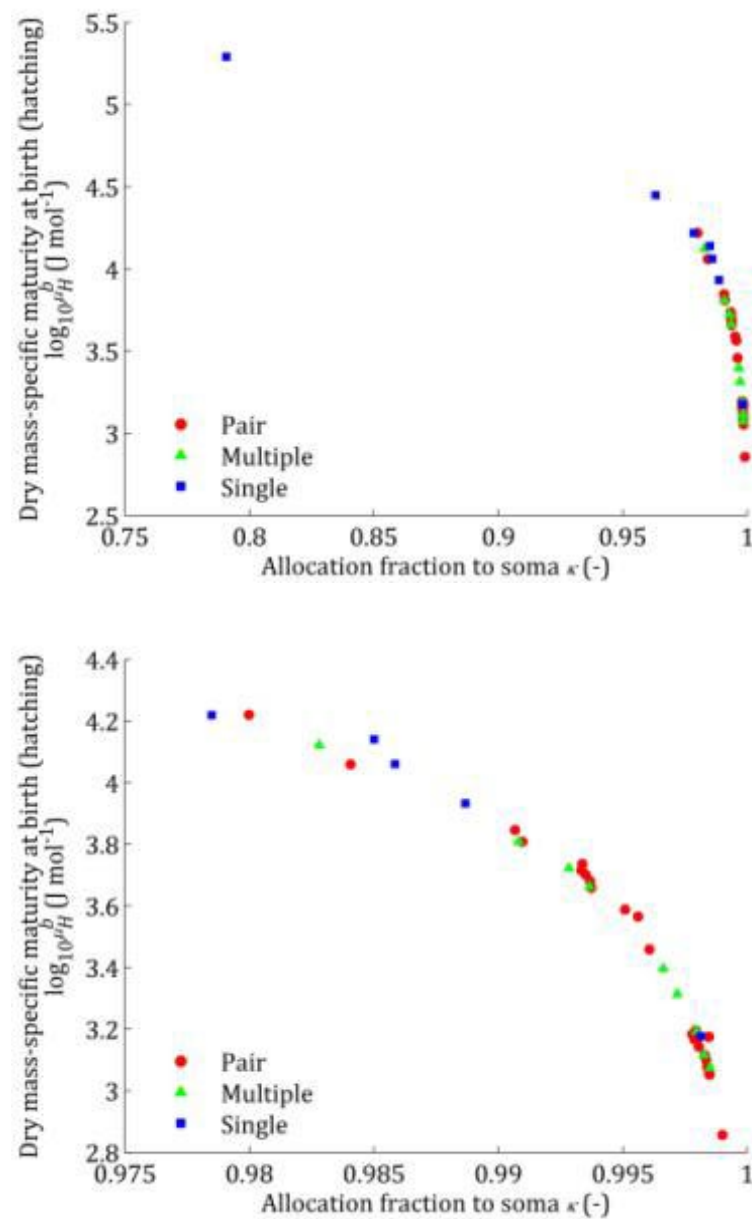 5.5
5
4.5
4
3.5
3
2.5
Dry mass-specific maturity at birth (hatching)
log₁₀μ_H^b (J mol⁻¹)
Pair
Multiple
Single
0.75 0.8 0.85 0.9 0.95 1
Allocation fraction to soma κ (-)
4.4
4.2
4
3.8
3.6
3.4
3.2
3
2.8
Dry mass-specific maturity at birth (hatching)
log₁₀μ_H^b (J mol⁻¹)
Pair
Multiple
Single
0.975 0.98 0.985 0.99 0.995 1
Allocation fraction to soma κ (-)